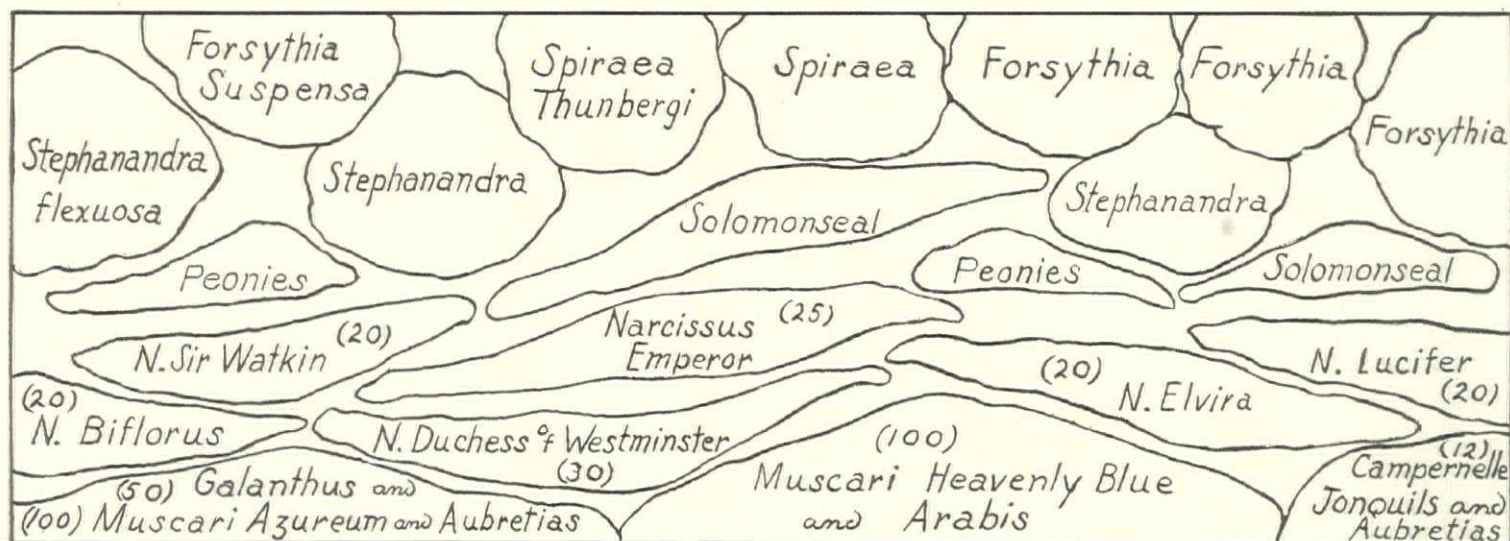 Forsythia
Suspensa
Spiraea
Thunbergi
Spiraea
Forsythia
Forsythia
Forsythia
Stephanandra
flexuosa
Stephanandra
Stephanandra
Solomonseal
Peonies
Peonies
Solomonseal
N. Sir Watkin (20)
Narcissus (25)
Emperor
(20)
N. Elvira
N. Lucifer
(20)
(20)
N. Biflorus
N. Duchess of Westminster
(30)
(50) Galanthus and
(100) Muscari Azureum and Aubretias
(100)
Muscari Heavenly Blue
and Arabis
(12)
Campernelle
Jonquils and
Aubretias